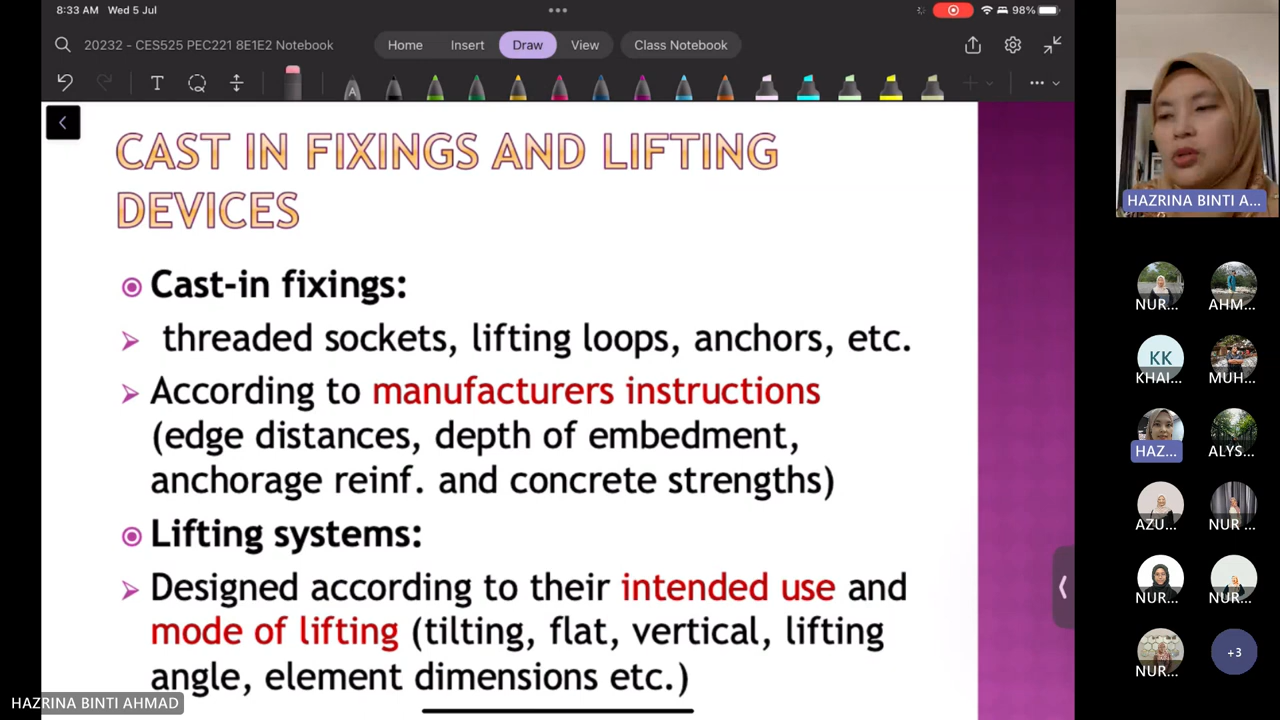 8:33 AM Wed 5 Jul
98%
20232 - CES525 PEC221 8E1E2 Notebook
Home Insert Draw View Class Notebook
T
A
CAST IN FIXINGS AND LIFTING
DEVICES
Cast-in fixings:
threaded sockets, lifting loops, anchors, etc.
According to manufacturers instructions
(edge distances, depth of embedment,
anchorage reinf. and concrete strengths)
Lifting systems:
Designed according to their intended use and
mode of lifting (tilting, flat, vertical, lifting
angle, element dimensions etc.)
HAZRINA BINTI AHMAD
HAZRINA BINTI A...
NUR... AHM...
KK
KHAI... MUH...
HAZ... ALYS...
AZU... NUR ...
NUR... NUR...
NUR... +3